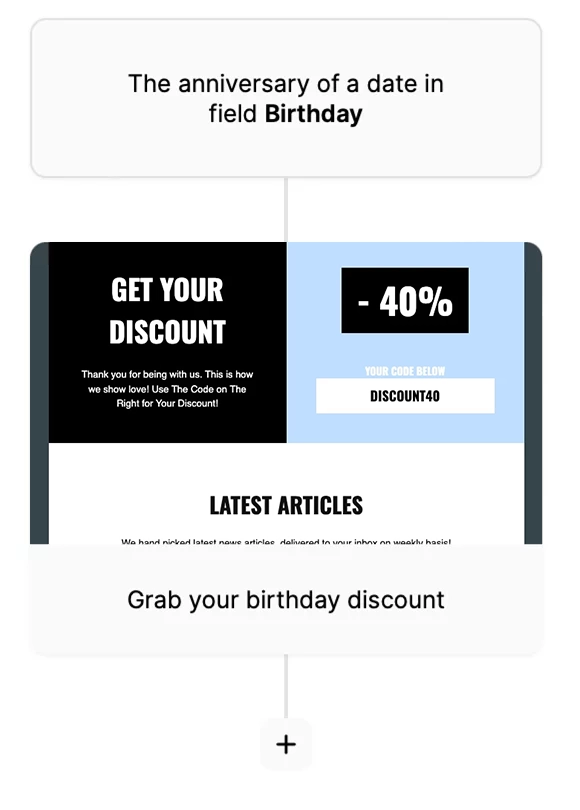 The anniversary of a date in
field Birthday
GET YOUR
DISCOUNT
Thank you for being with us. This is how
we show love! Use The Code on The
Right for Your Discount!
- 40%
YOUR CODE BELOW
DISCOUNT40
LATEST ARTICLES
We hand picked latest news articles, delivered to your inbox on weekly basis!
Grab your birthday discount
+